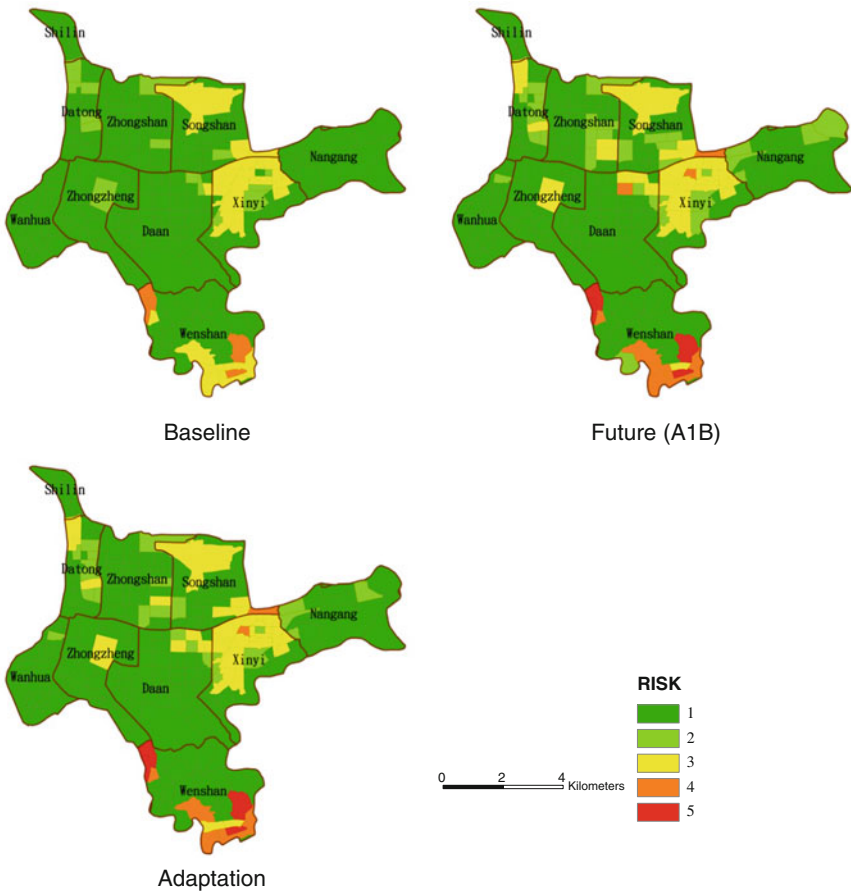 Shilin
Datong
Zhongshan
Songshan
Nangang
Zhongzheng
Wanhua
Daan
Xinyi
Wenshan
Baseline
Shilin
Datong
Zhongshan
Songshan
Nangang
Zhongzheng
Wanhua
Daan
Xinyi
Wenshan
Future (A1B)
Shilin
Datong
Zhongshan
Songshan
Nangang
Zhongzheng
Wanhua
Daan
Xinyi
Wenshan
Adaptation
0 2 4 Kilometers
RISK
1
2
3
4
5